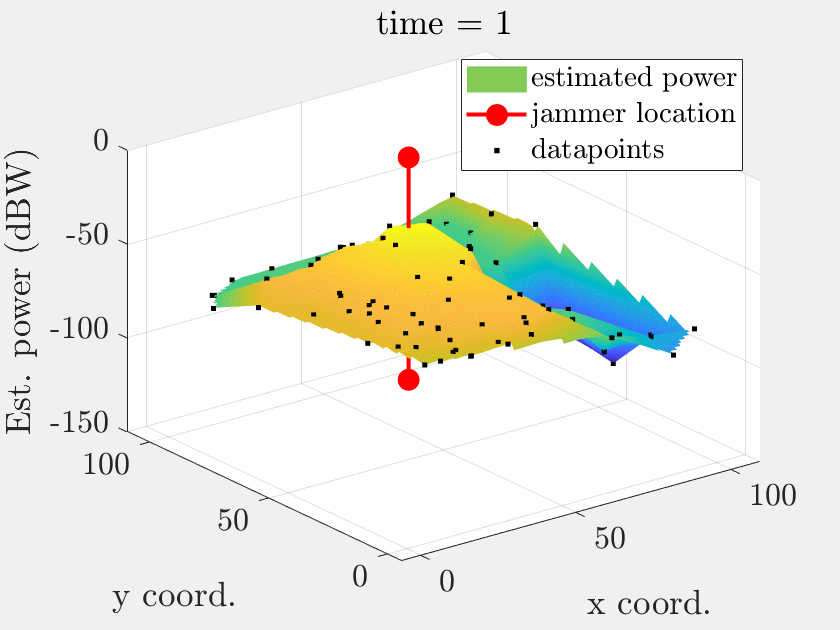 time = 1
estimated power
jammer location
datapoints
Est. power (dBW)
0
-50
-100
-150
100
50
0
y coord.
0
50
100
x coord.